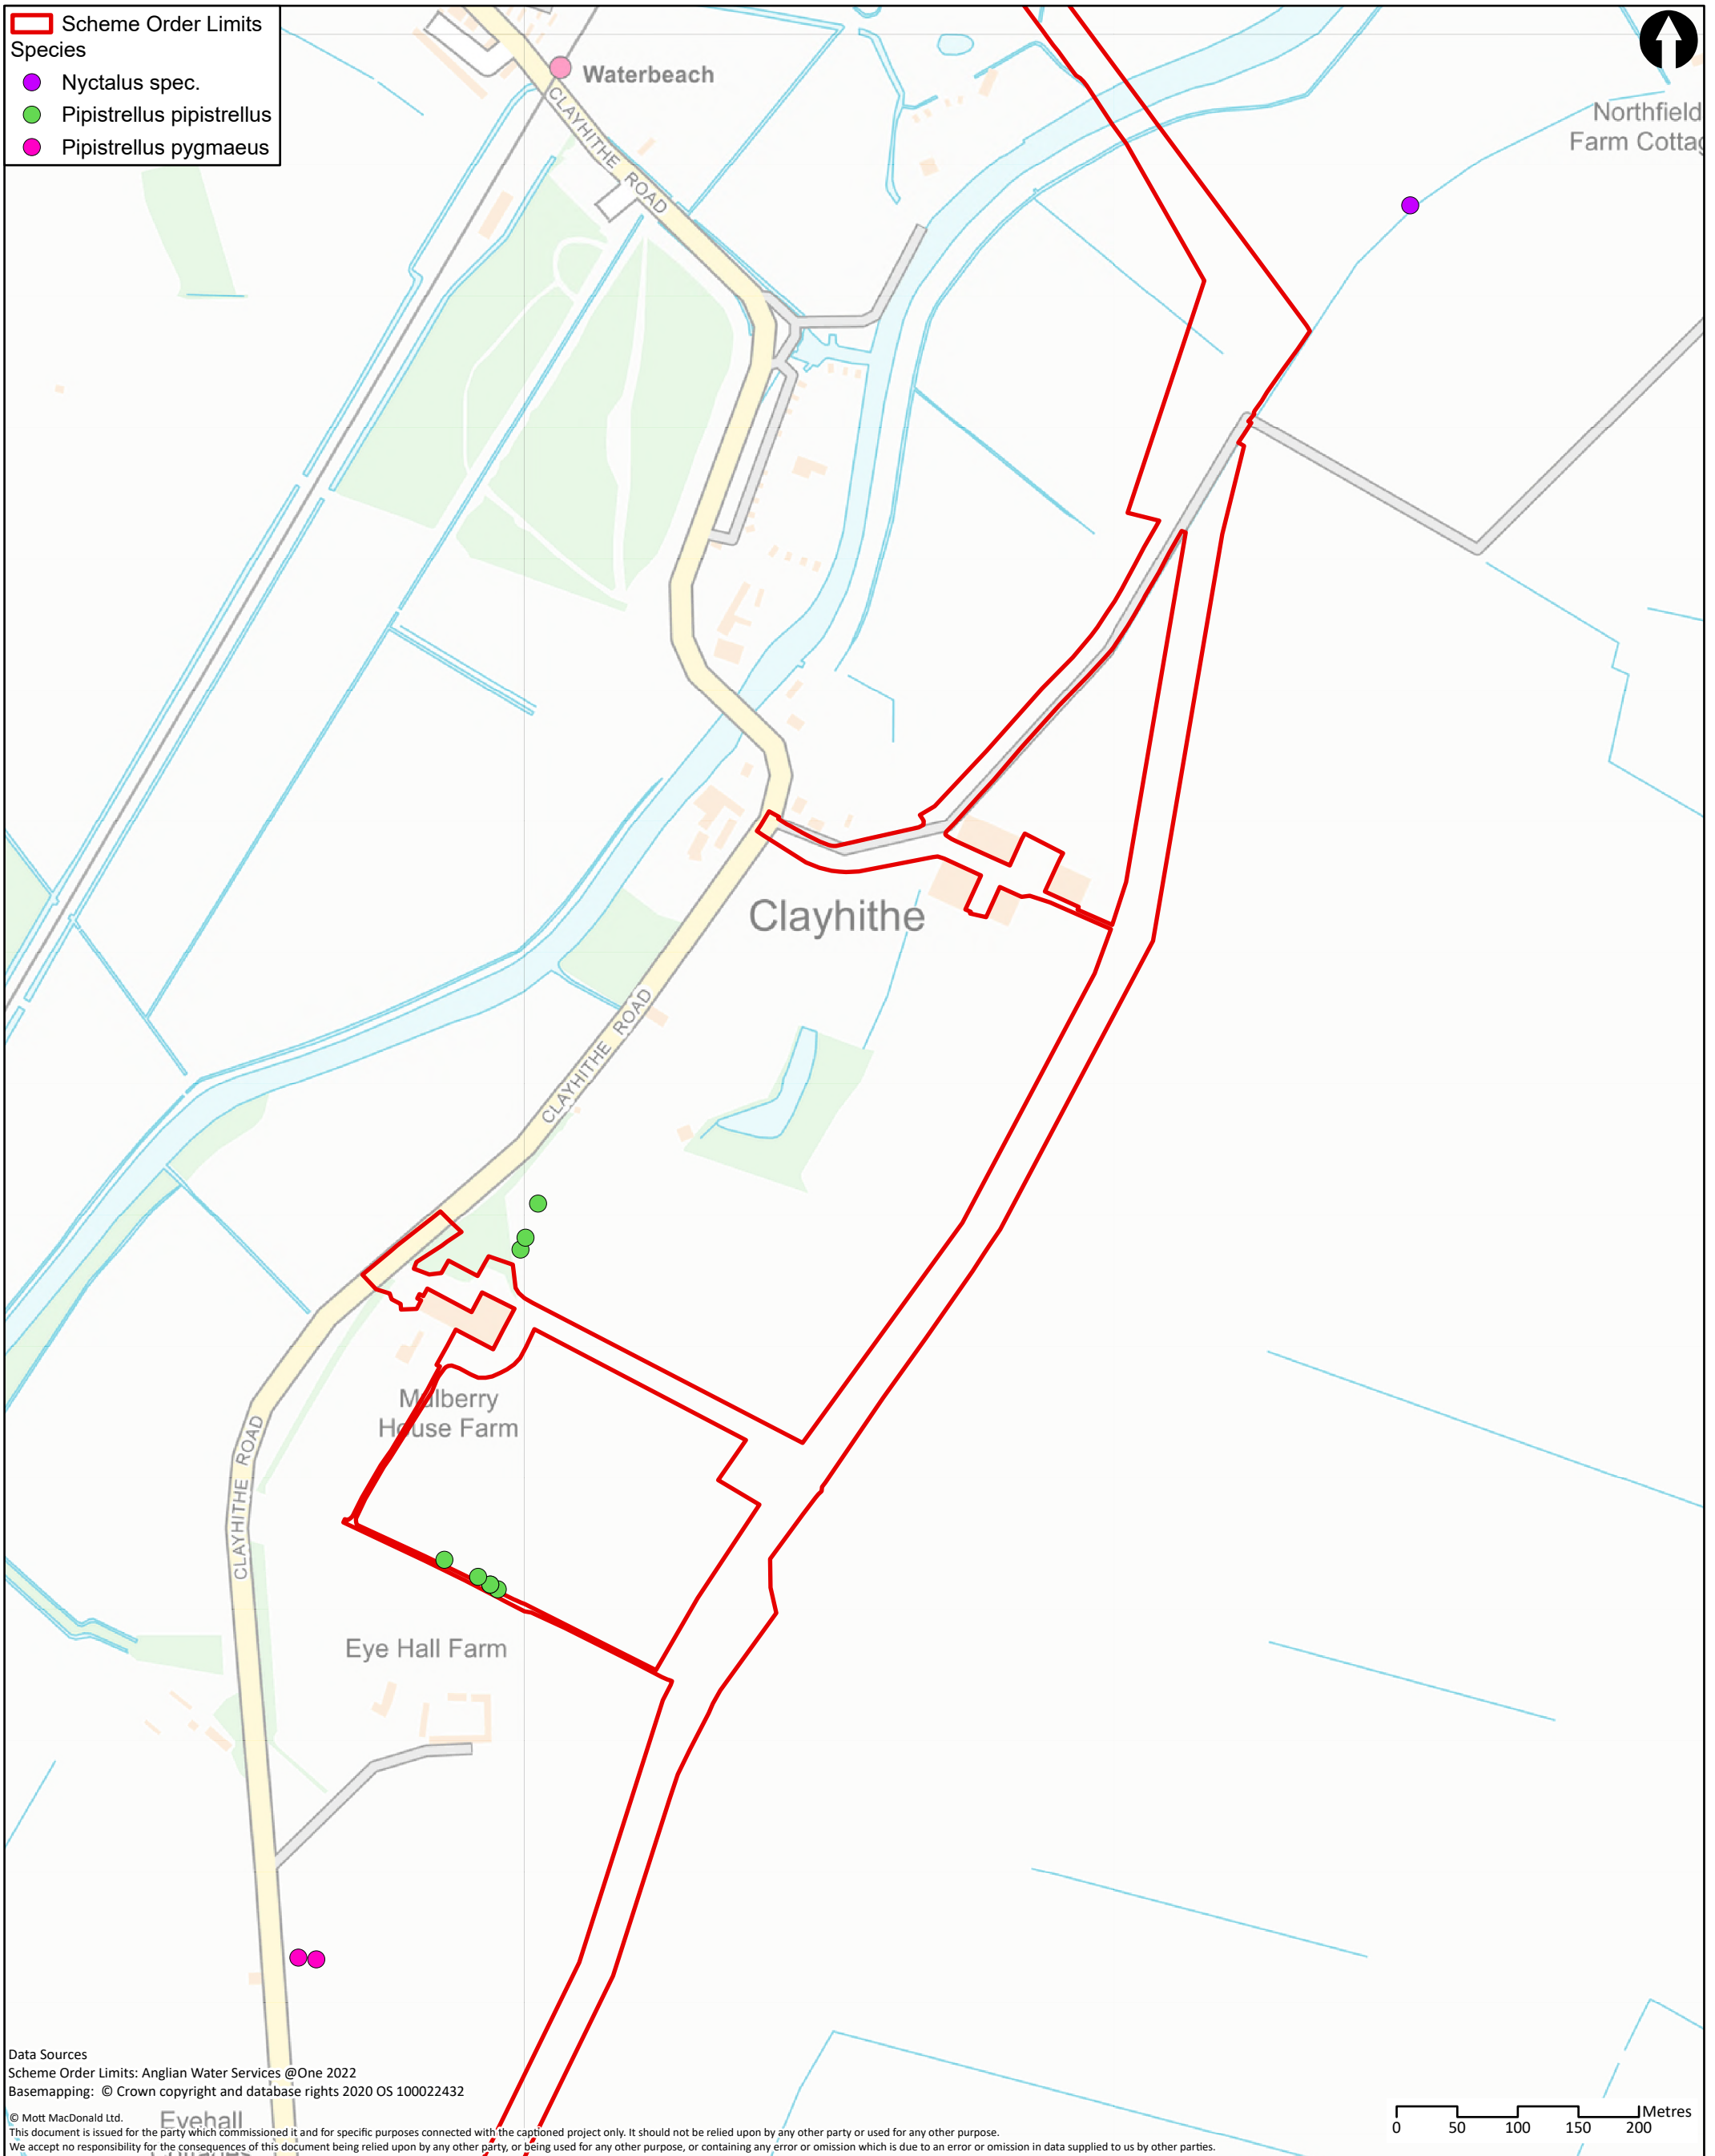 Scheme Order Limits
Species
Nyctalus spec.
Pipistrellus pipistrellus
Pipistrellus pygmaeus
Waterbeach
CLAYHITHE ROAD
Northfield
Farm Cottag
Clayhithe
CLAYHITHE ROAD
Mulberry
House Farm
CLAYHITHE ROAD
Eye Hall Farm
Data Sources
Scheme Order Limits: Anglian Water Services @One 2022
Basemapping: © Crown copyright and database rights 2020 OS 100022432
Eyehall
© Mott MacDonald Ltd.
This document is issued for the party which commissioned it and for specific purposes connected with the captioned project only. It should not be relied upon by any other party or used for any other purpose.
We accept no responsibility for the consequences of this document being relied upon by any other party, or being used for any other purpose, or containing any error or omission which is due to an error or omission in data supplied to us by other parties.
Metres
0 50 100 150 200